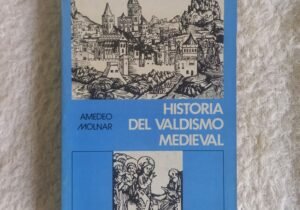 AMEDEO
MOLNAR
HISTORIA
DEL VALDISMO
MEDIEVAL